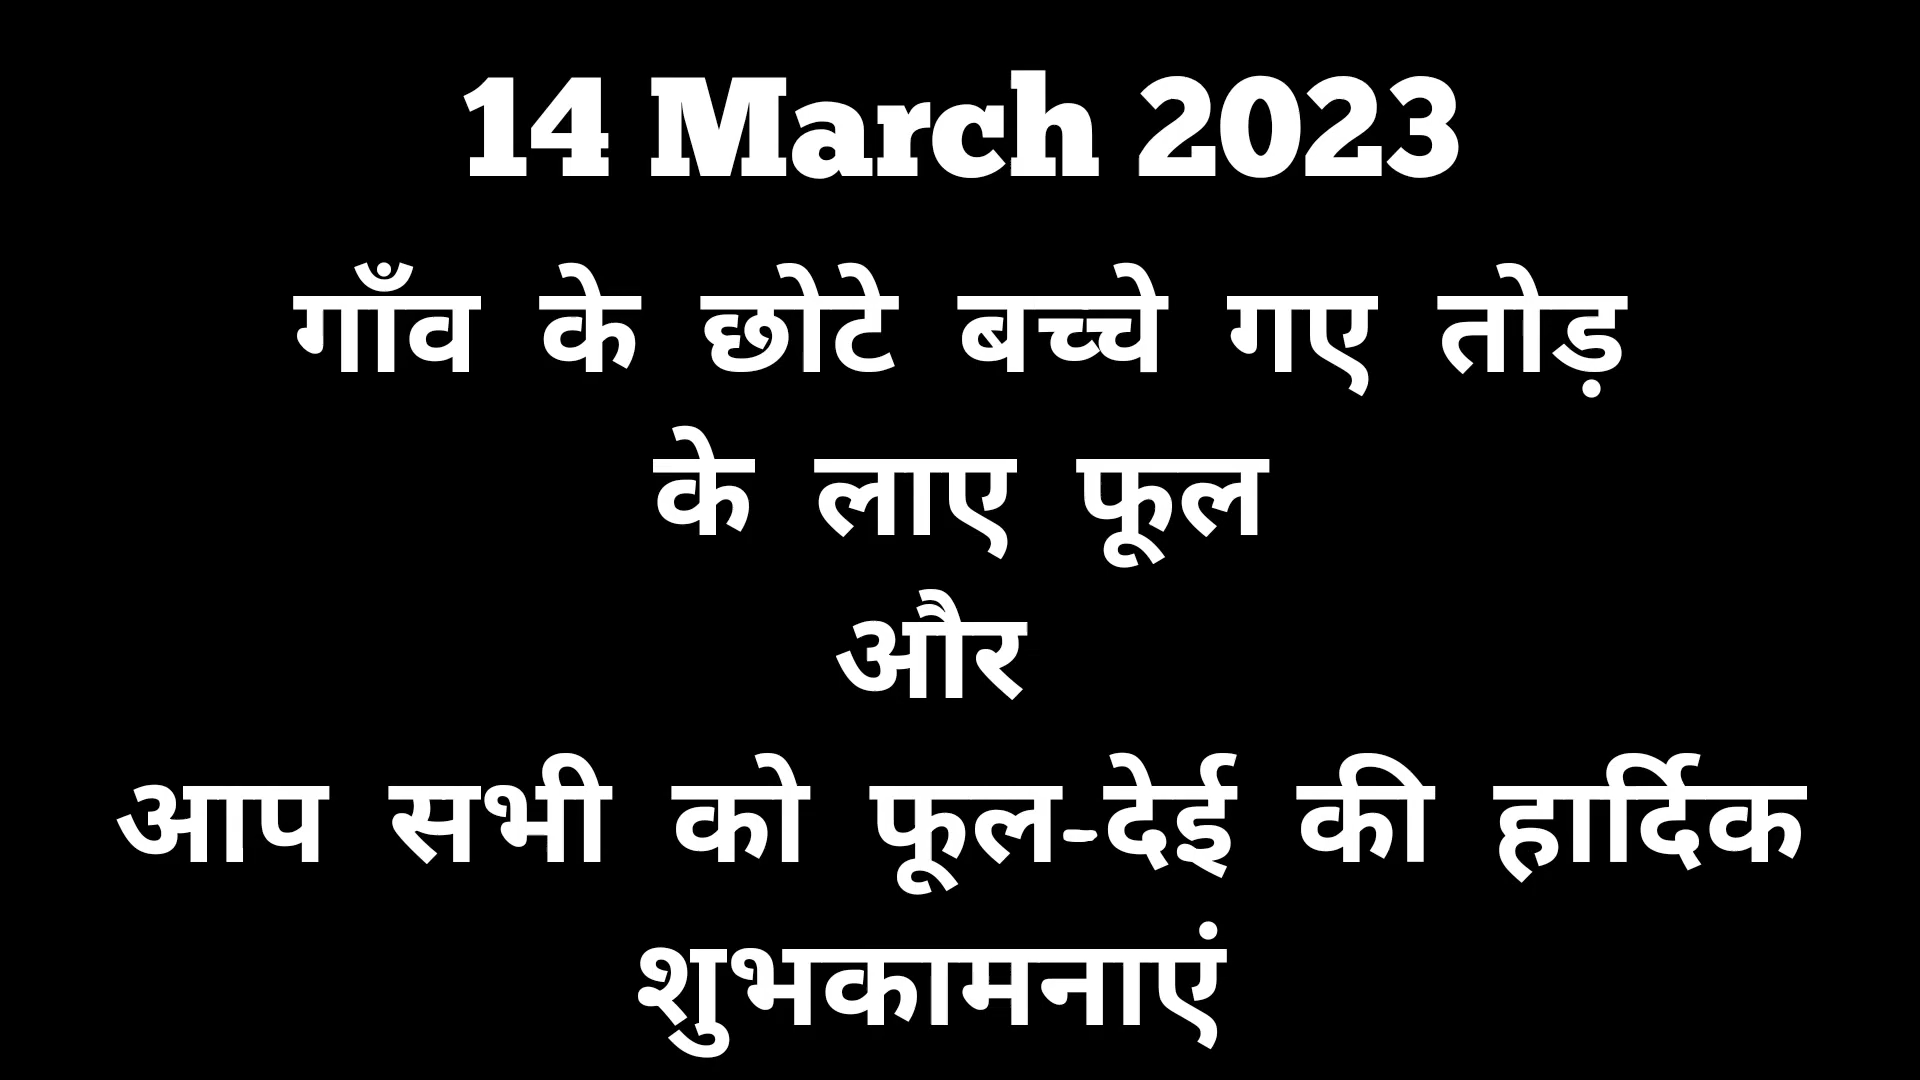 14 March 2023
गाँव के छोटे बच्चे गए तोड़
के लाए फूल
और
आप सभी को फूल-देई की हार्दिक
शुभकामनाएं